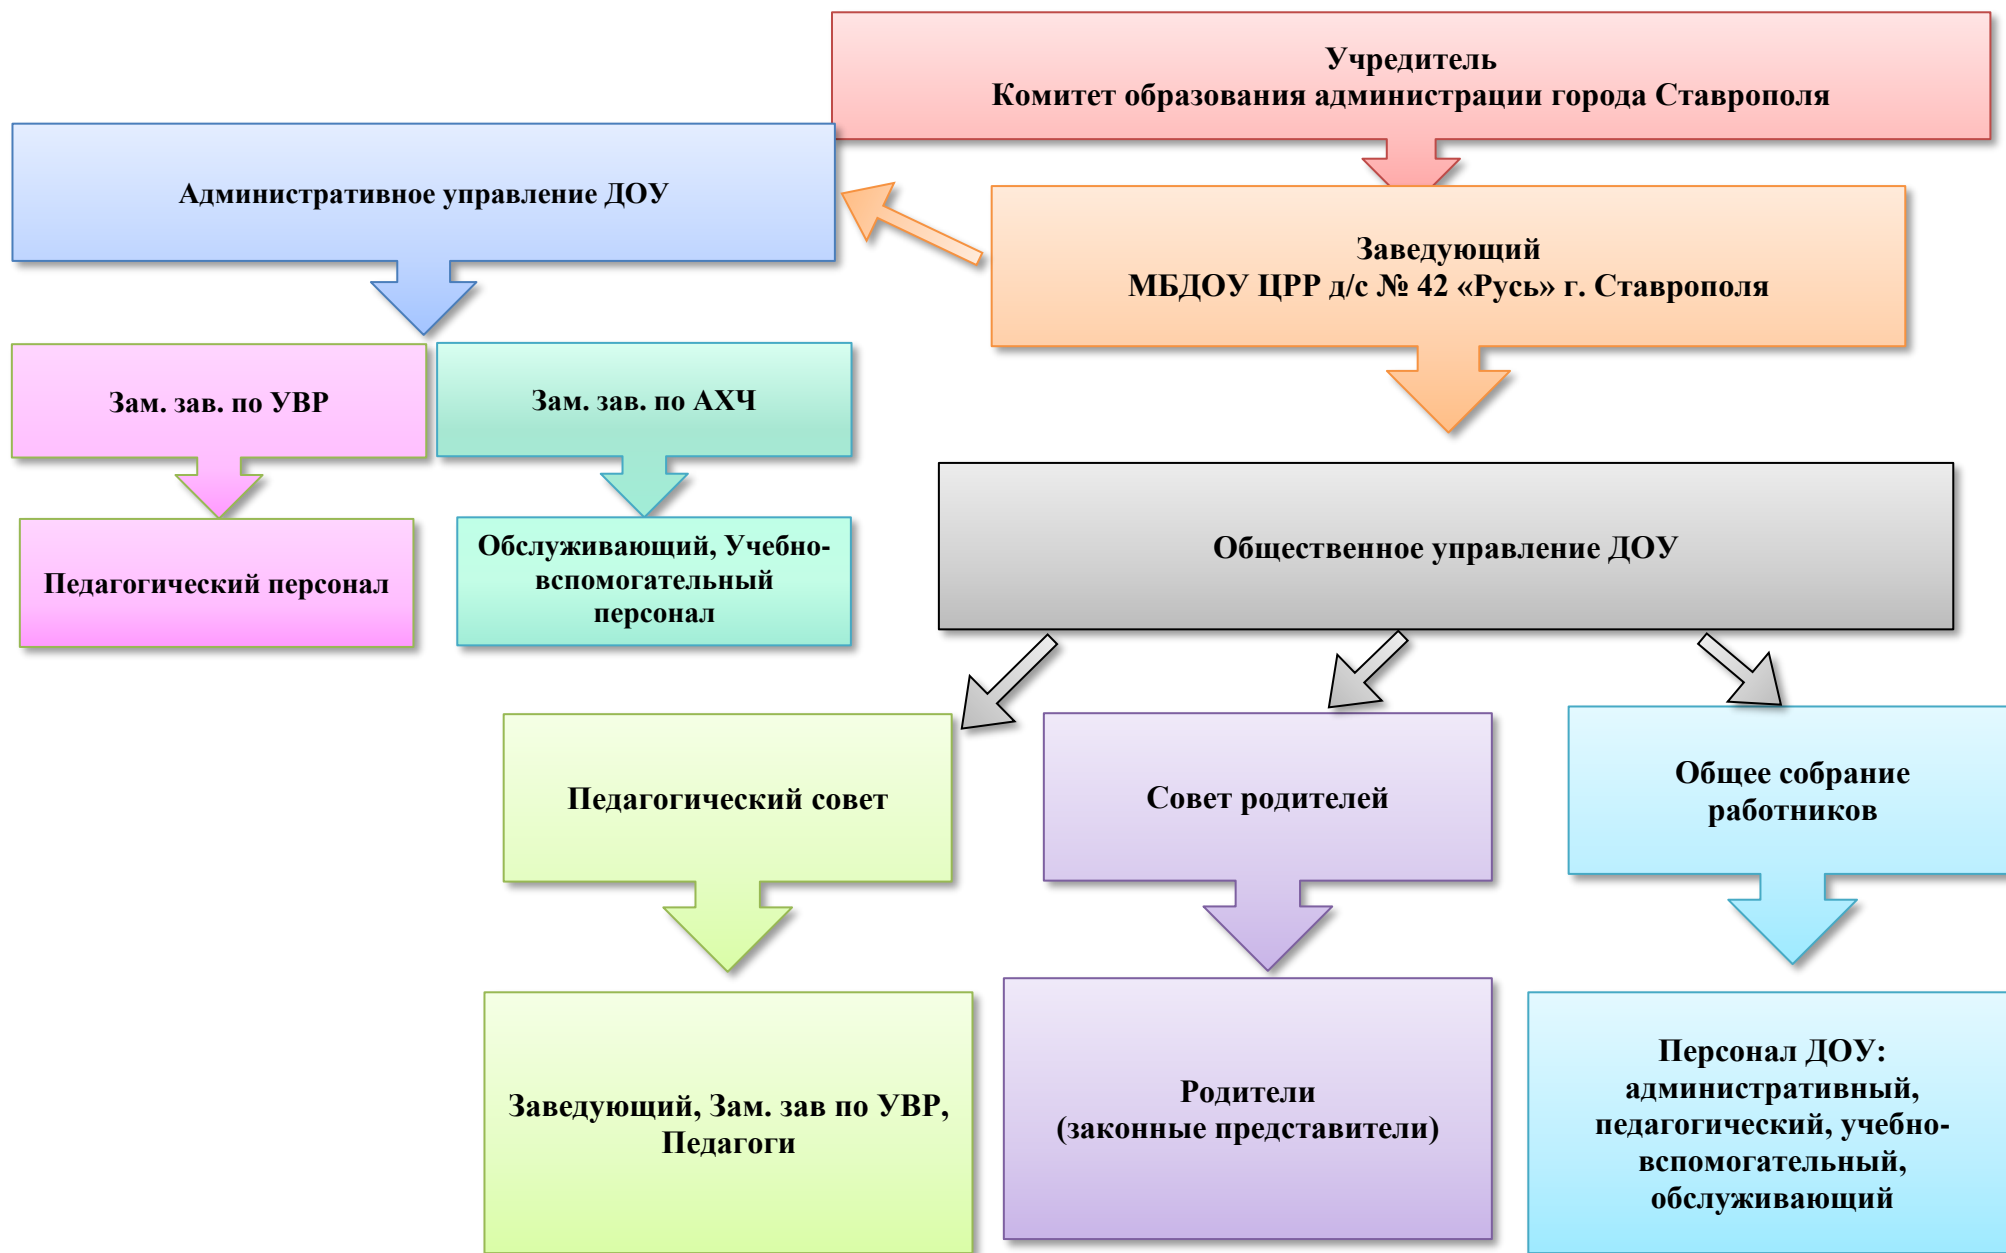 Учредитель
Комитет образования администрации города Ставрополя
Административное управление ДОУ
Заведующий
МБДОУ ЦРР д/с № 42 «Русь» г. Ставрополя
Зам. зав. по УВР
Зам. зав. по АХЧ
Педагогический персонал
Обслуживающий, Учебно-
вспомогательный
персонал
Общественное управление ДОУ
Педагогический совет
Совет родителей
Общее собрание
работников
Заведующий, Зам. зав по УВР,
Педагоги
Родители
(законные представители)
Персонал ДОУ:
административный,
педагогический, учебно-
вспомогательный,
обслуживающий